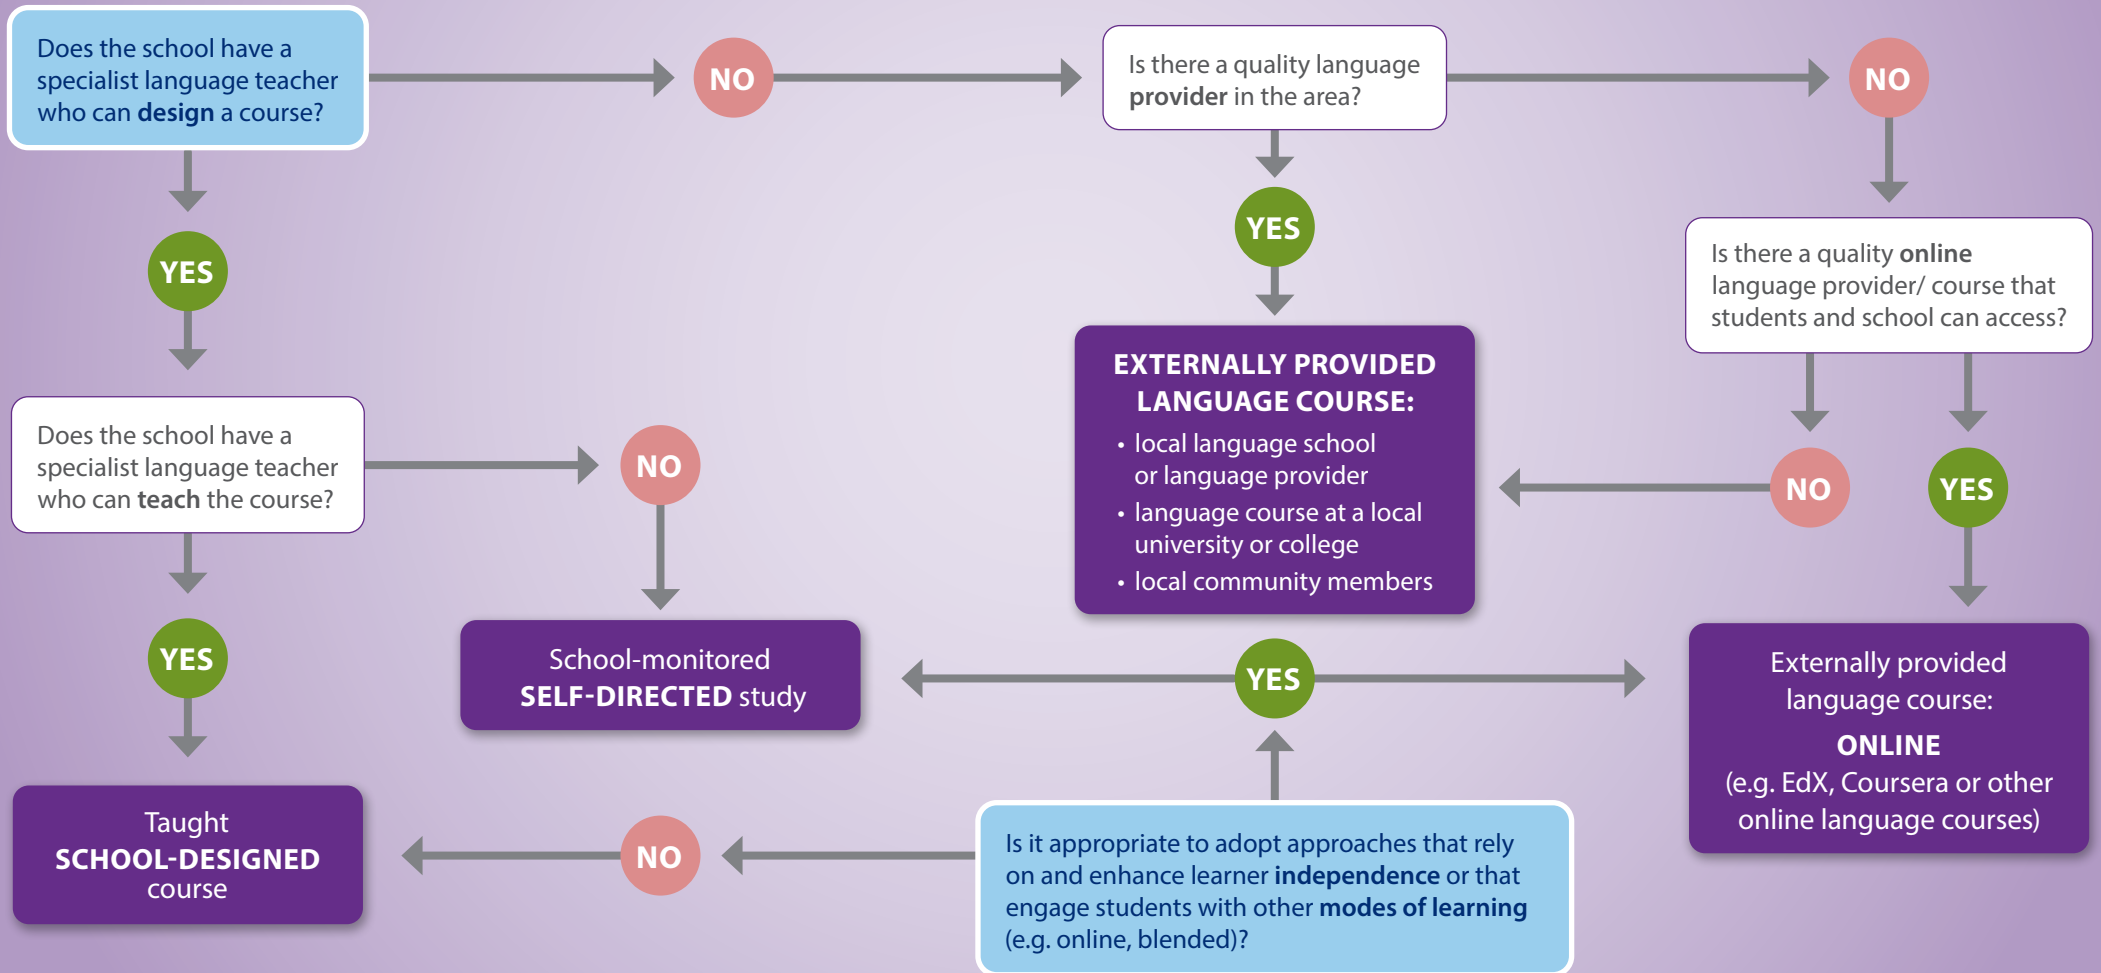 Does the school have a
specialist language teacher
who can design a course?
NO
Is there a quality language
provider in the area?
NO
YES
YES
Is there a quality online
language provider/ course that
students and school can access?
EXTERNALLY PROVIDED
LANGUAGE COURSE:
• local language school
or language provider
• language course at a local
university or college
• local community members
Does the school have a
specialist language teacher
who can teach the course?
NO
NO
YES
YES
School-monitored
SELF-DIRECTED study
YES
Externally provided
language course:
ONLINE
(e.g. EdX, Coursera or other
online language courses)
Taught
SCHOOL-DESIGNED
course
NO
Is it appropriate to adopt approaches that rely
on and enhance learner independence or that
engage students with other modes of learning
(e.g. online, blended)?